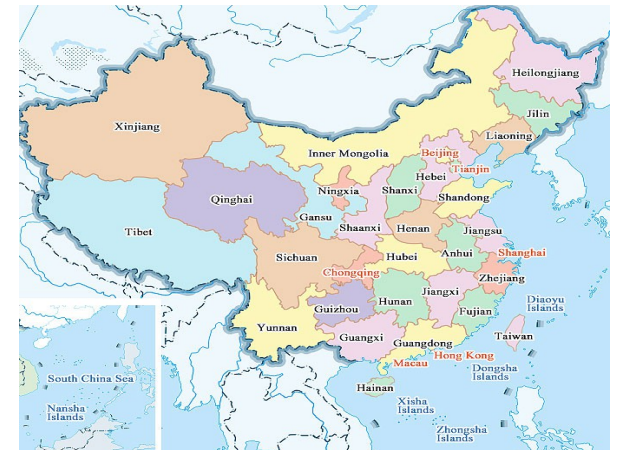 Heilongjiang
Jilin
Liaoning
Xinjiang
Inner Mongolia
Beijing
Tianjin
Hebei
Ningxia
Shanxi
Shandong
Qinghai
Gansu
Shaanxi
Henan
Jiangsu
Tibet
Sichuan
Hubei
Anhui
Shanghai
Chongqing
Zhejiang
Jiangxi
Hunan
Guizhou
Fujian
Diaoyu
Islands
Yunnan
Guangxi
Guangdong
Taiwan
Hong Kong
Macau
Dongsha
Islands
Hainan
South China Sea
Nansha
Islands
Xisha
Islands
Zhongsha
Islands